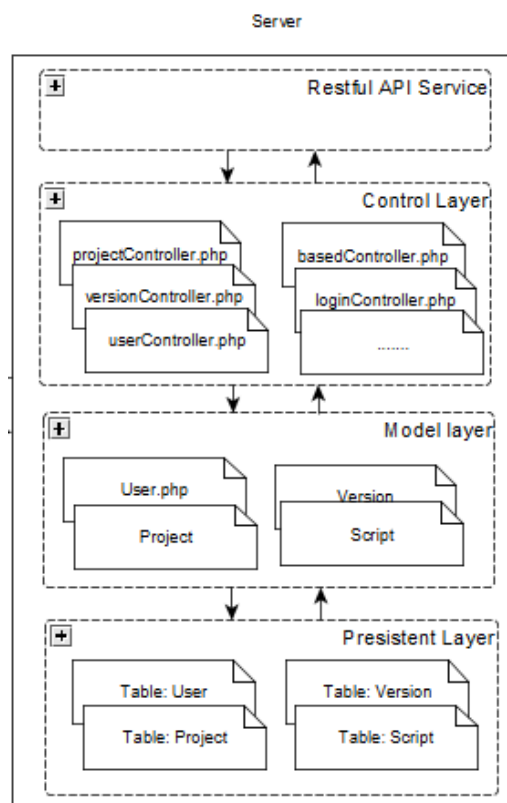 Server
Restful API Service
Control Layer
projectController.php
versionController.php
userController.php
basedController.php
loginController.php
........
Model layer
User.php
Project
Version
Script
Presistent Layer
Table: User
Table: Project
Table: Version
Table: Script